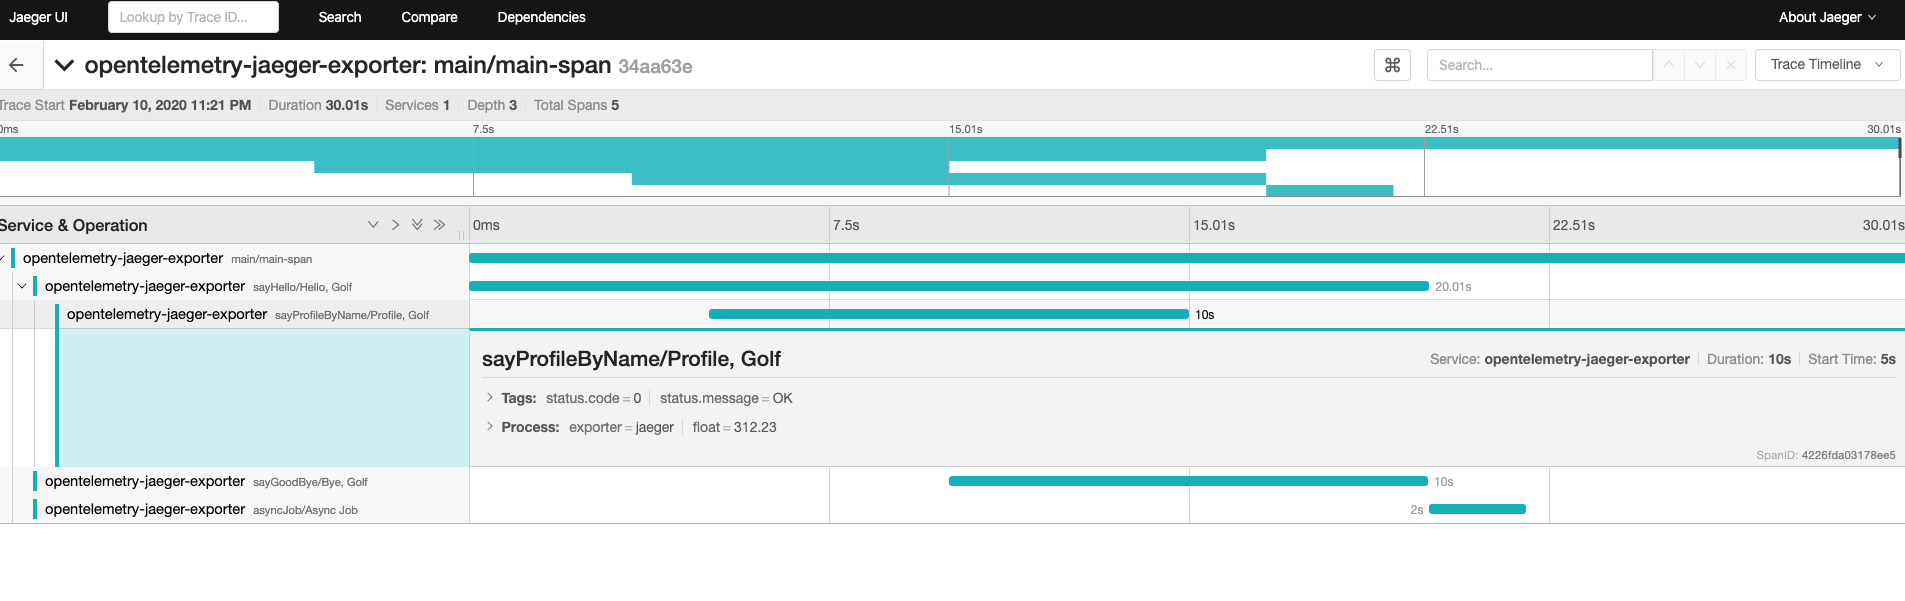 Jaeger UI Lookup by Trace ID... Search Compare Dependencies About Jaeger
opentelemetry-jaeger-exporter: main/main-span 34aa63e ⌘ Search... Trace Timeline
Trace Start February 10, 2020 11:21 PM Duration 30.01s Services 1 Depth 3 Total Spans 5
0ms 7.5s 15.01s 22.51s 30.01s
Service & Operation 0ms 7.5s 15.01s 22.51s 30.01s
opentelemetry-jaeger-exporter main/main-span
opentelemetry-jaeger-exporter sayHello/Hello, Golf 20.01s
opentelemetry-jaeger-exporter sayProfileByName/Profile, Golf 10s
sayProfileByName/Profile, Golf Service: opentelemetry-jaeger-exporter Duration: 10s Start Time: 5s
Tags: status.code = 0 status.message = OK
Process: exporter = jaeger float = 312.23
SpanID: 4226fda03178ee5
opentelemetry-jaeger-exporter sayGoodBye/Bye, Golf 10s
opentelemetry-jaeger-exporter asyncJob/Async Job 2s